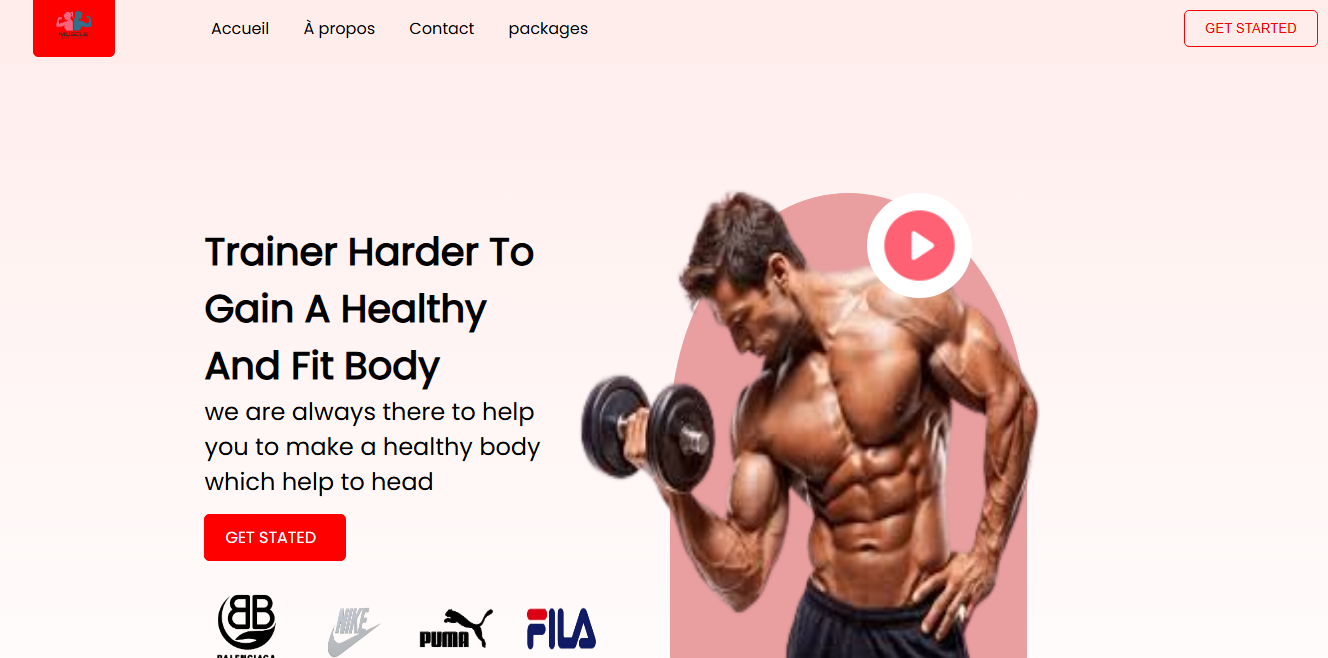 MUSCLE
Accueil À propos Contact packages
GET STARTED
Trainer Harder To
Gain A Healthy
And Fit Body
we are always there to help
you to make a healthy body
which help to head
GET STATED
BB
BALENCIAGA
NIKE
PUMA
FILA